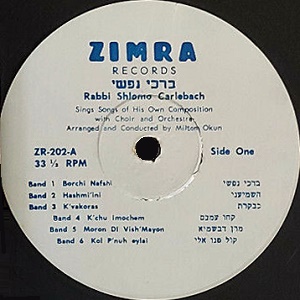 ZIMRA
RECORDS
ברכי נפשי
Rabbi Shlomo Carlebach
Sings Songs of His Own Composition
with Choir and Orchestra
Arranged and Conducted by Milton Okun
ZR-202-A Side One
33 ⅓ RPM
Band 1 Borchi Nafshi ברכי נפשי
Band 2 Hashmi'ini השמיעני
Band 3 K'vakoras כבקרת
Band 4 K'chu Imochem קחו עמכם
Band 5 Moron Di Vish'Mayon מרן דבשמיא
Band 6 Kol P'nuh eylai קול פנו אלי